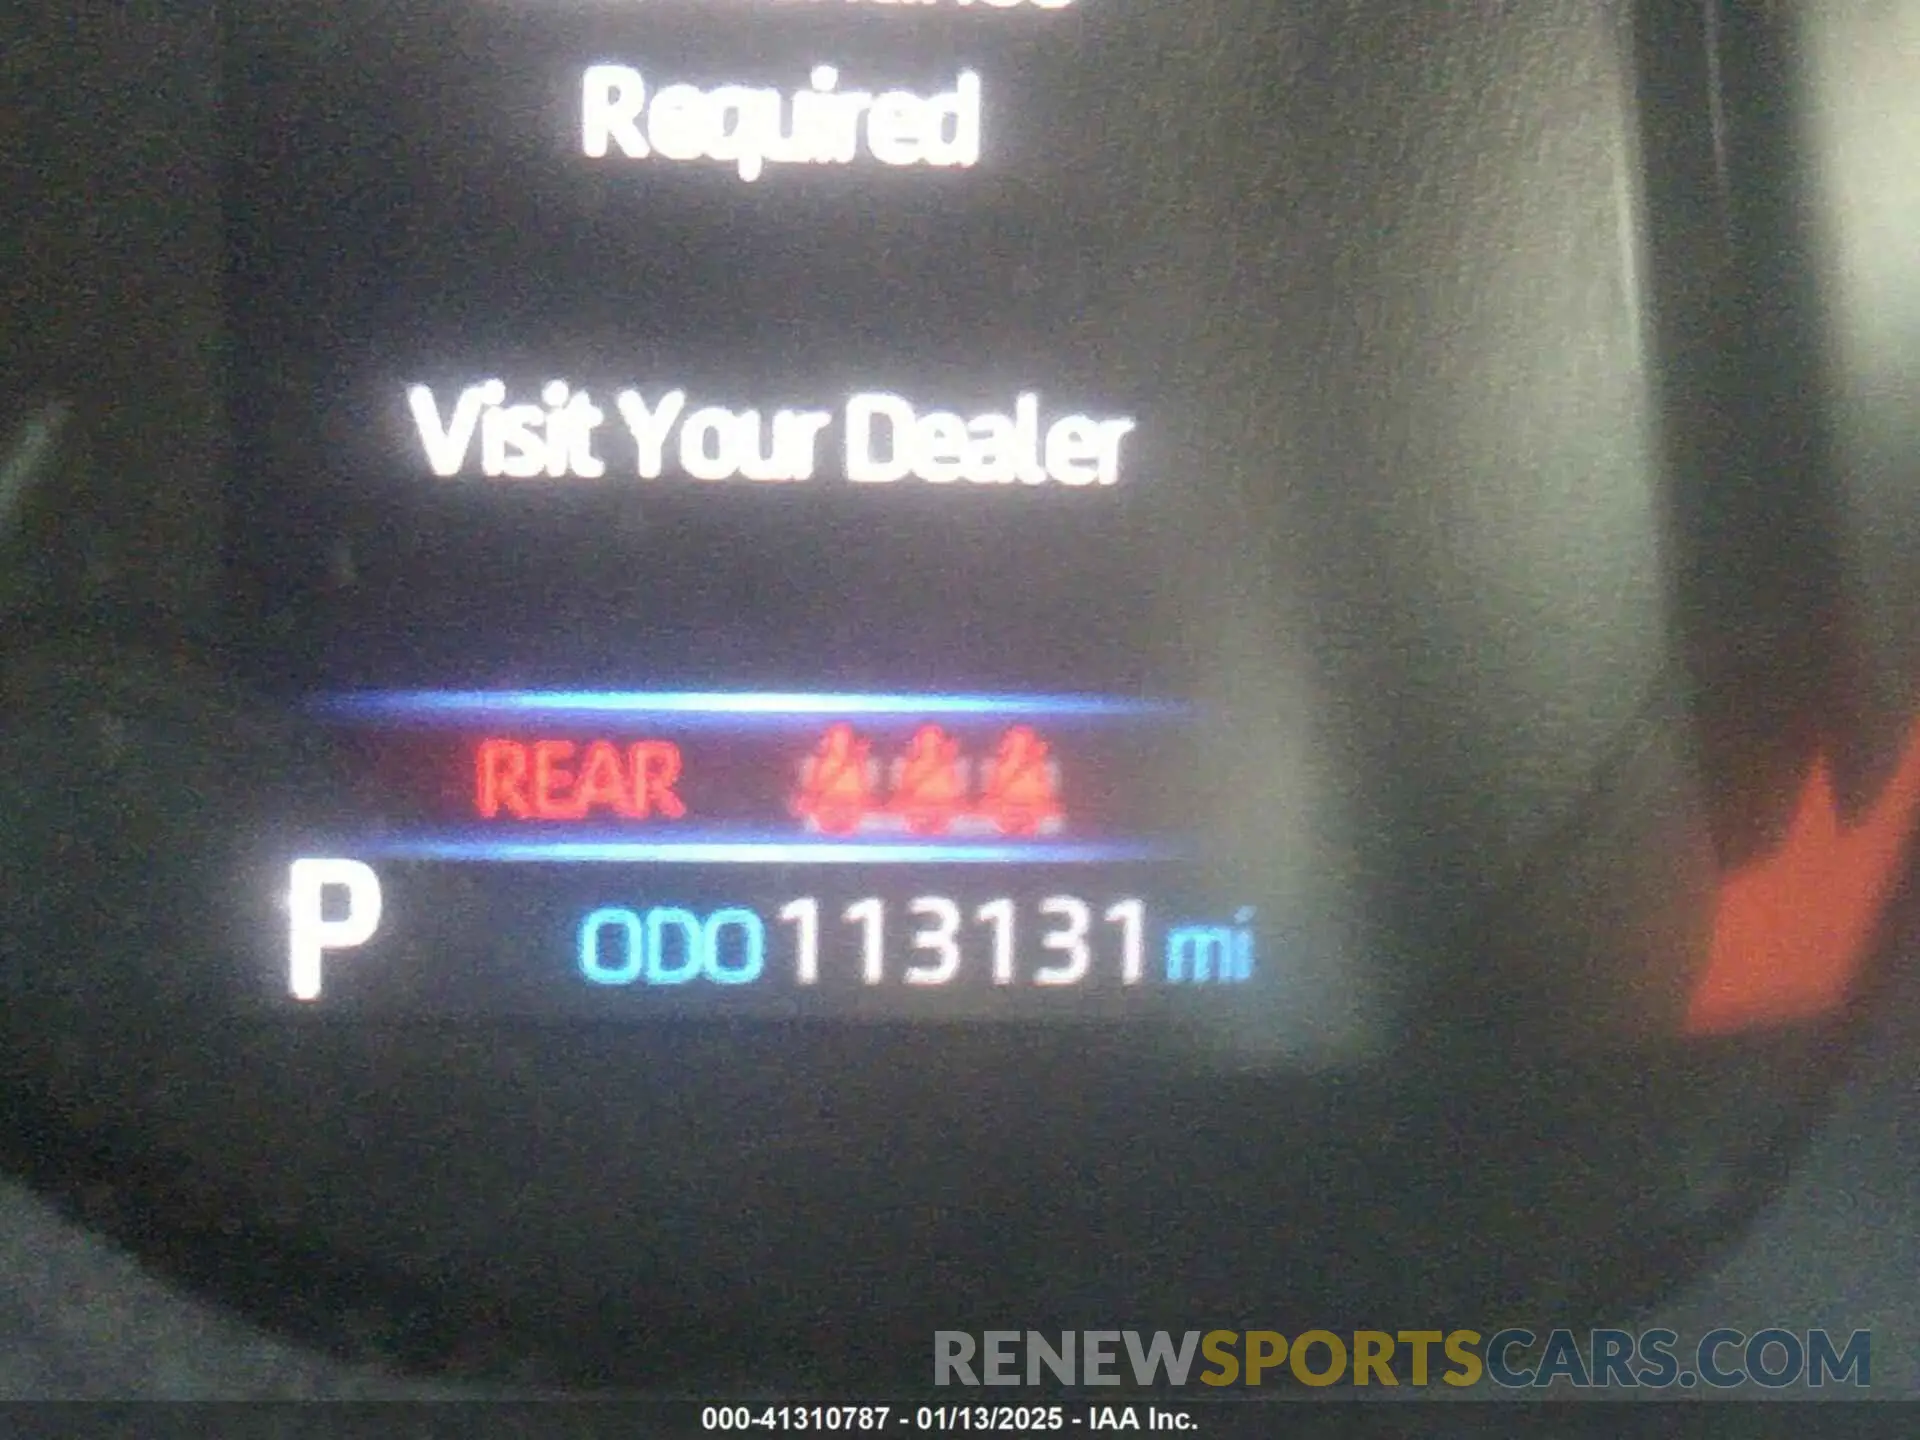 Required
Visit Your Dealer
REAR
P ODO 113131 mi
RENEWSPORTSCARS.COM
000-41310787 - 01/13/2025 - IAA Inc.